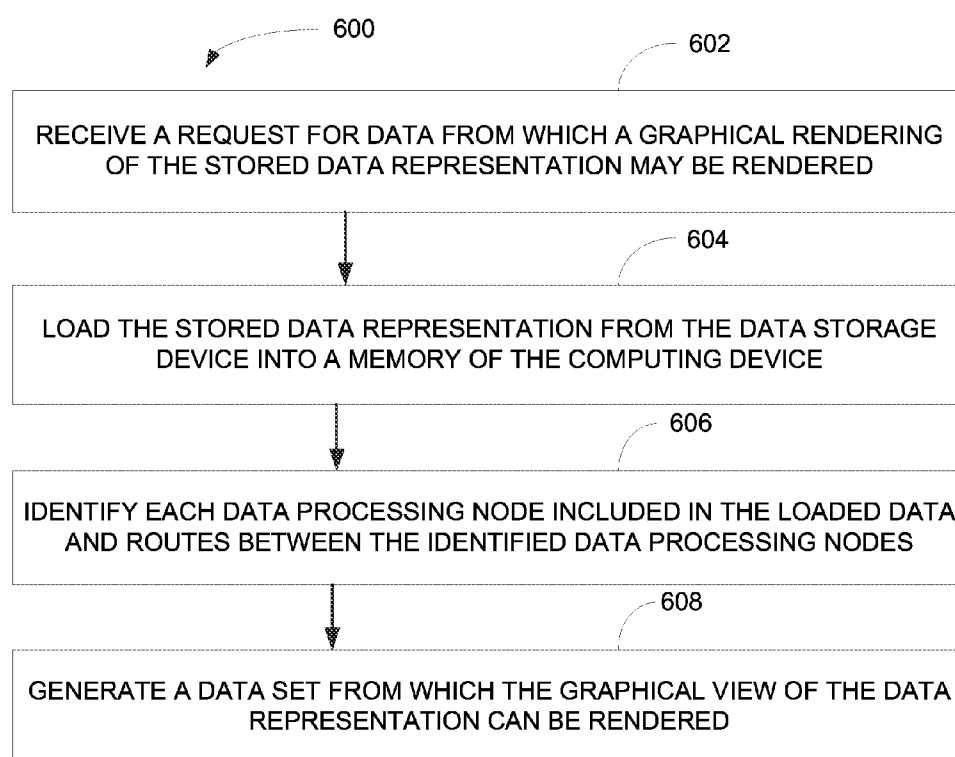 600
602
RECEIVE A REQUEST FOR DATA FROM WHICH A GRAPHICAL RENDERING
OF THE STORED DATA REPRESENTATION MAY BE RENDERED
604
LOAD THE STORED DATA REPRESENTATION FROM THE DATA STORAGE
DEVICE INTO A MEMORY OF THE COMPUTING DEVICE
606
IDENTIFY EACH DATA PROCESSING NODE INCLUDED IN THE LOADED DATA
AND ROUTES BETWEEN THE IDENTIFIED DATA PROCESSING NODES
608
GENERATE A DATA SET FROM WHICH THE GRAPHICAL VIEW OF THE DATA
REPRESENTATION CAN BE RENDERED